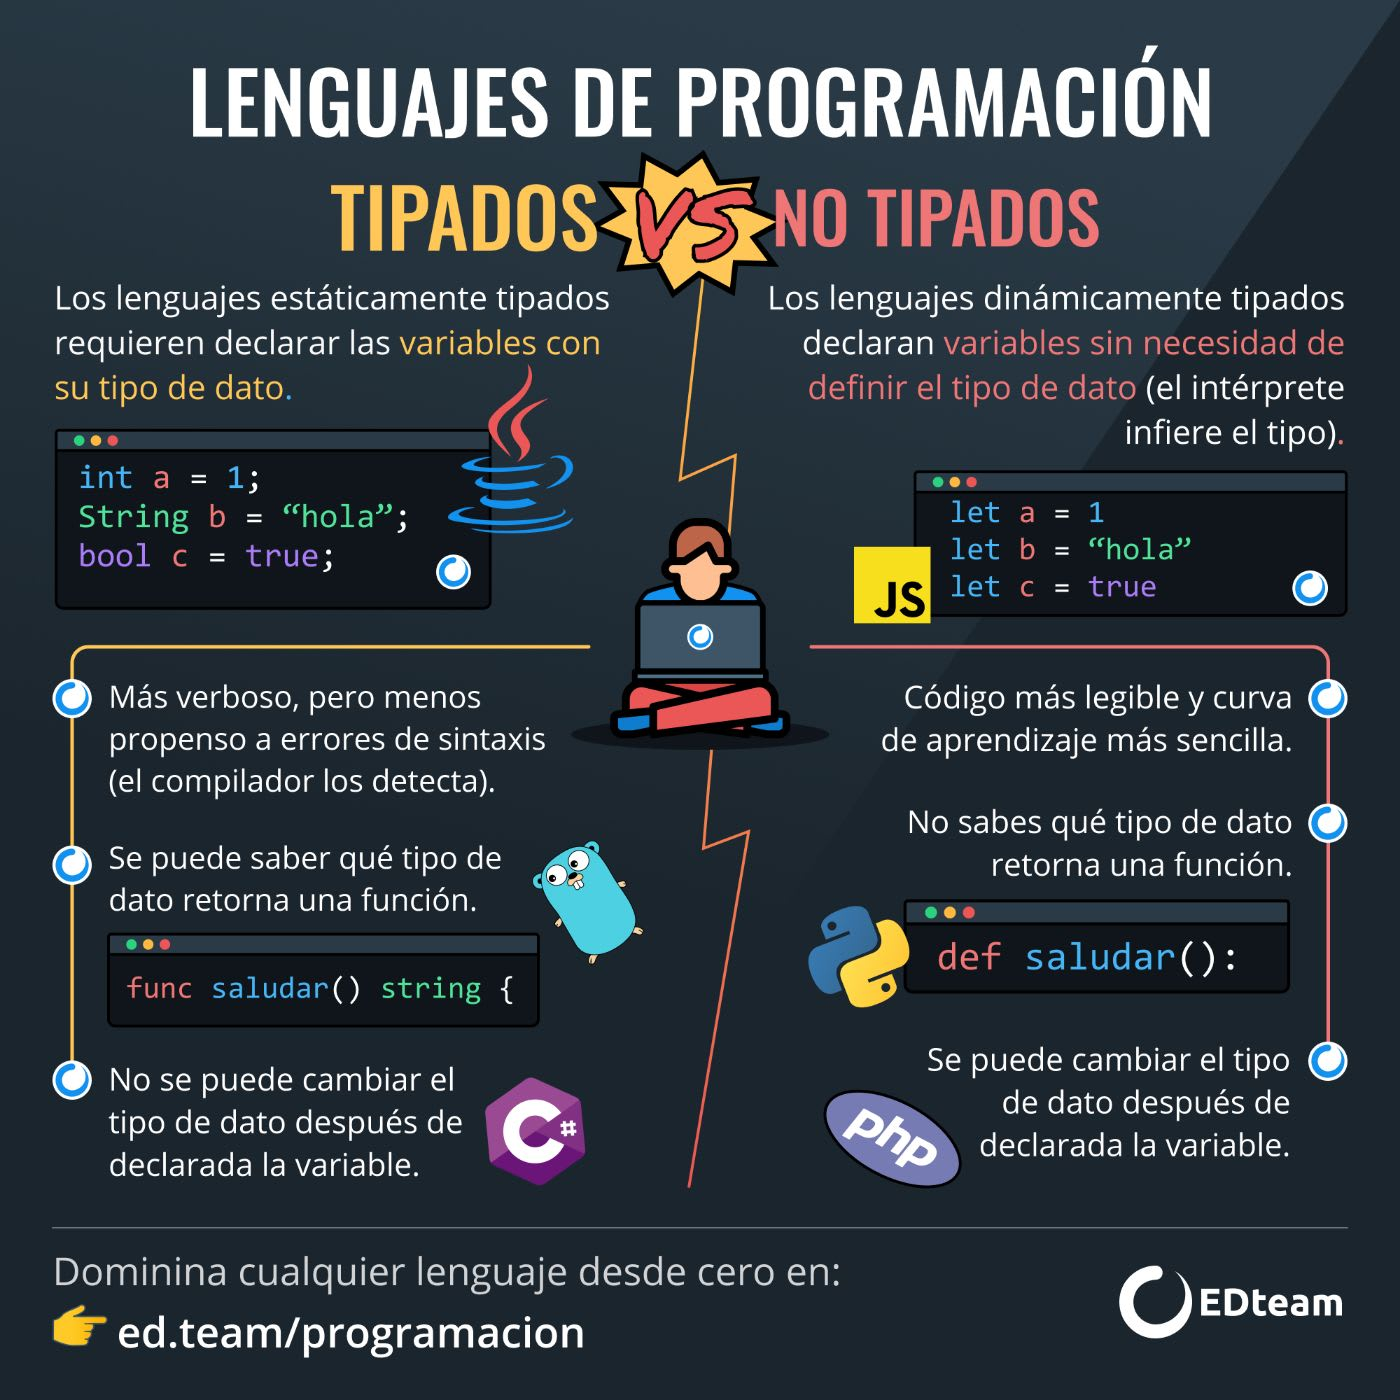 LENGUAJES DE PROGRAMACIÓN
TIPADOS VS NO TIPADOS
Los lenguajes estáticamente tipados
requieren declarar las variables con
su tipo de dato.
int a = 1;
String b = “hola”;
bool c = true;
Más verboso, pero menos
propenso a errores de sintaxis
(el compilador los detecta).
Se puede saber qué tipo de
dato retorna una función.
func saludar() string {
No se puede cambiar el
tipo de dato después de
declarada la variable.
C#
Los lenguajes dinámicamente tipados
declaran variables sin necesidad de
definir el tipo de dato (el intérprete
infiere el tipo).
let a = 1
let b = “hola”
let c = true
JS
Código más legible y curva
de aprendizaje más sencilla.
No sabes qué tipo de dato
retorna una función.
def saludar():
Se puede cambiar el tipo
de dato después de
declarada la variable.
php
Dominina cualquier lenguaje desde cero en:
ed.team/programacion
EDteam